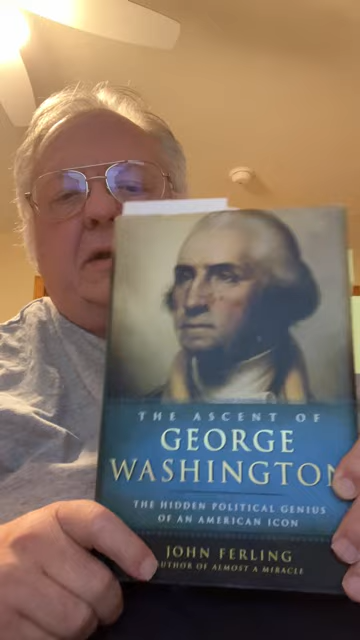 THE ASCENT OF
GEORGE
WASHINGTON
THE HIDDEN POLITICAL GENIUS
OF AN AMERICAN ICON
JOHN FERLING
AUTHOR OF ALMOST A MIRACLE